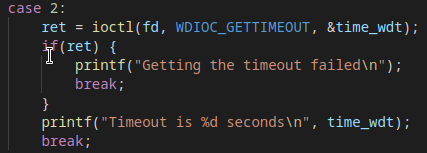 case 2:
    ret = ioctl(fd, WDIOC_GETTIMEOUT, &time_wdt);
    if(ret) {
        printf("Getting the timeout failed\n");
        break;
    }
    printf("Timeout is %d seconds\n", time_wdt);
    break;